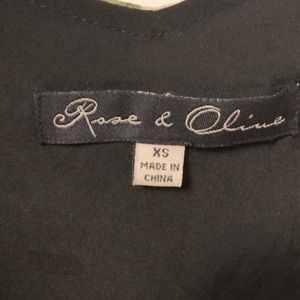 Rose & Olive
XS
MADE IN
CHINA